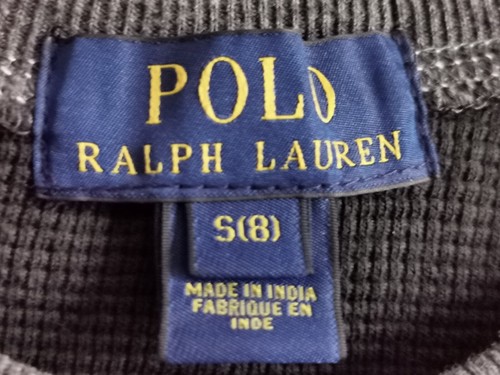 POLO
RALPH LAUREN
S(8)
MADE IN INDIA
FABRIQUE EN
INDE